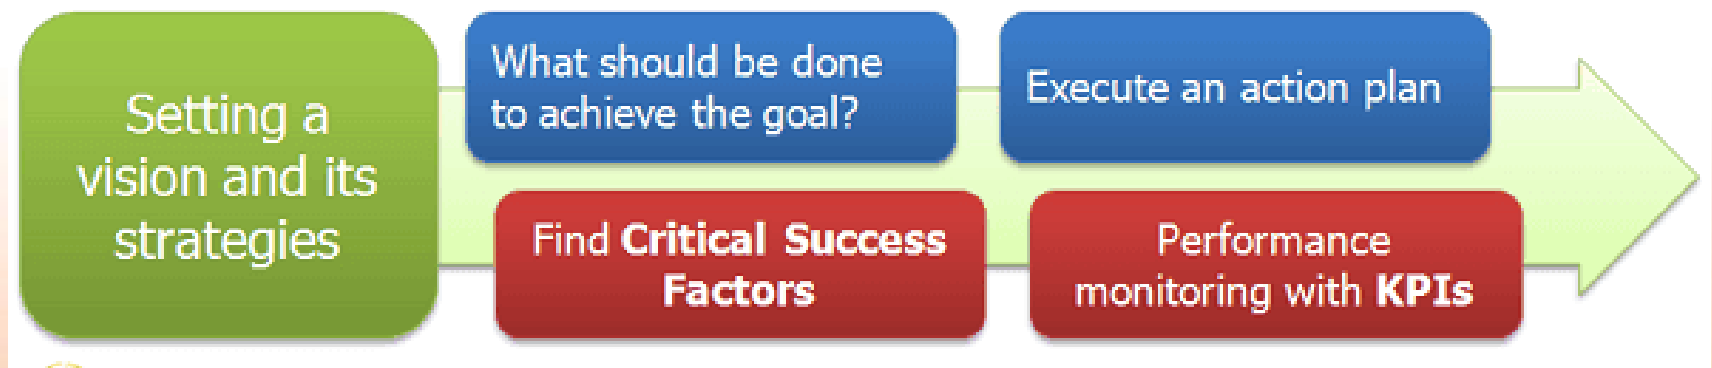 Setting a
vision and its
strategies
What should be done
to achieve the goal?
Execute an action plan
Find Critical Success
Factors
Performance
monitoring with KPIs